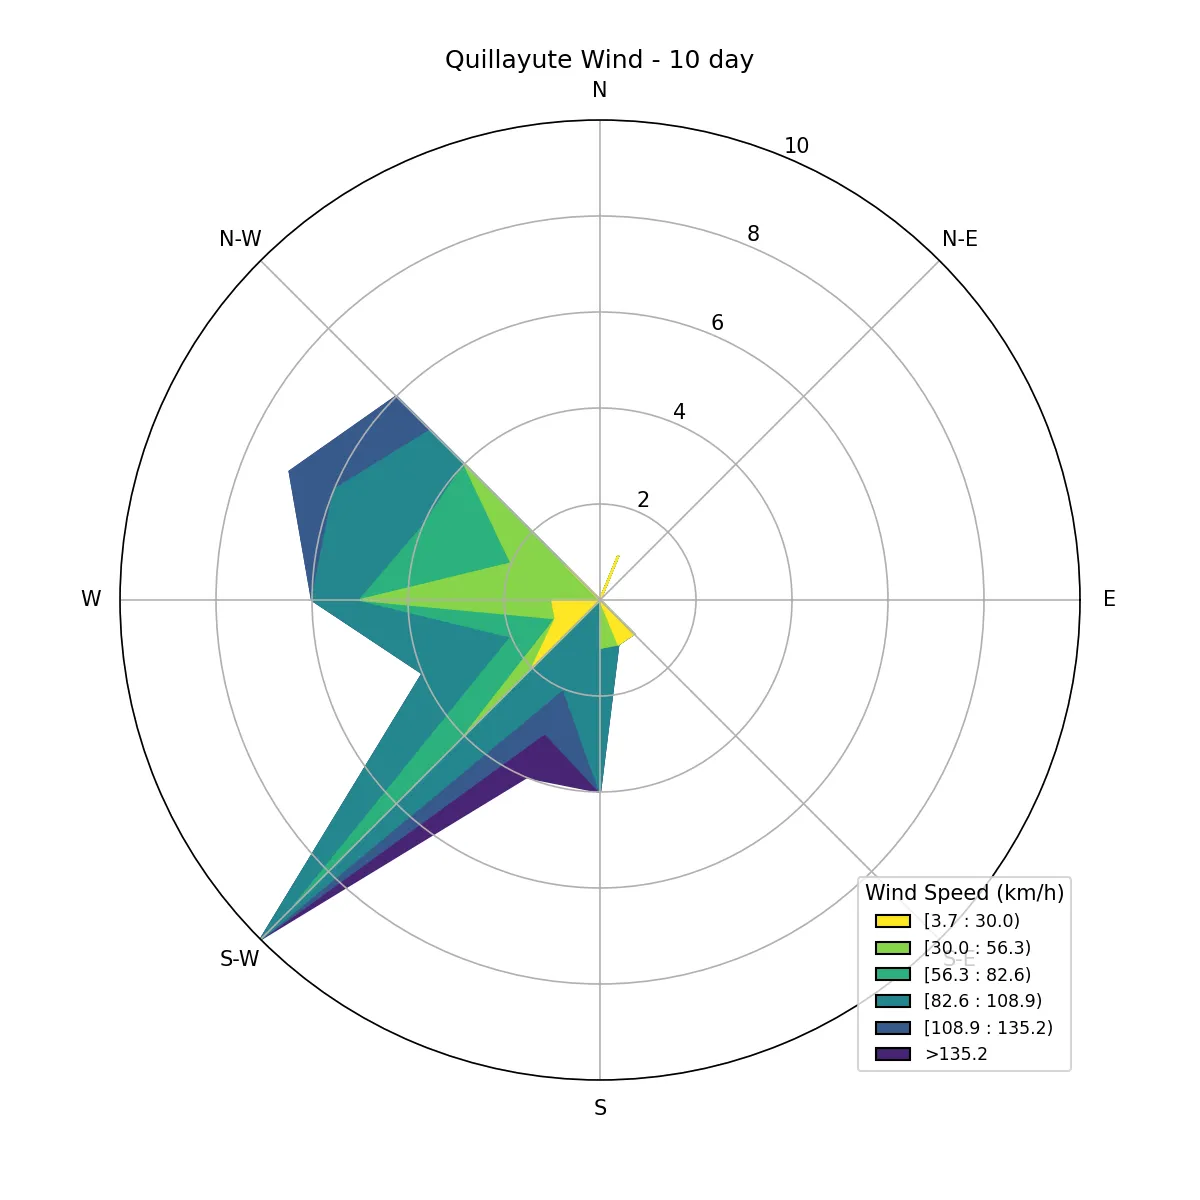 Quillayute Wind - 10 day
N
10
N-W
8
N-E
6
4
2
W
E
Wind Speed (km/h)
[3.7 : 30.0)
[30.0 : 56.3)
S-W
S-E
[56.3 : 82.6)
[82.6 : 108.9)
[108.9 : 135.2)
>135.2
S